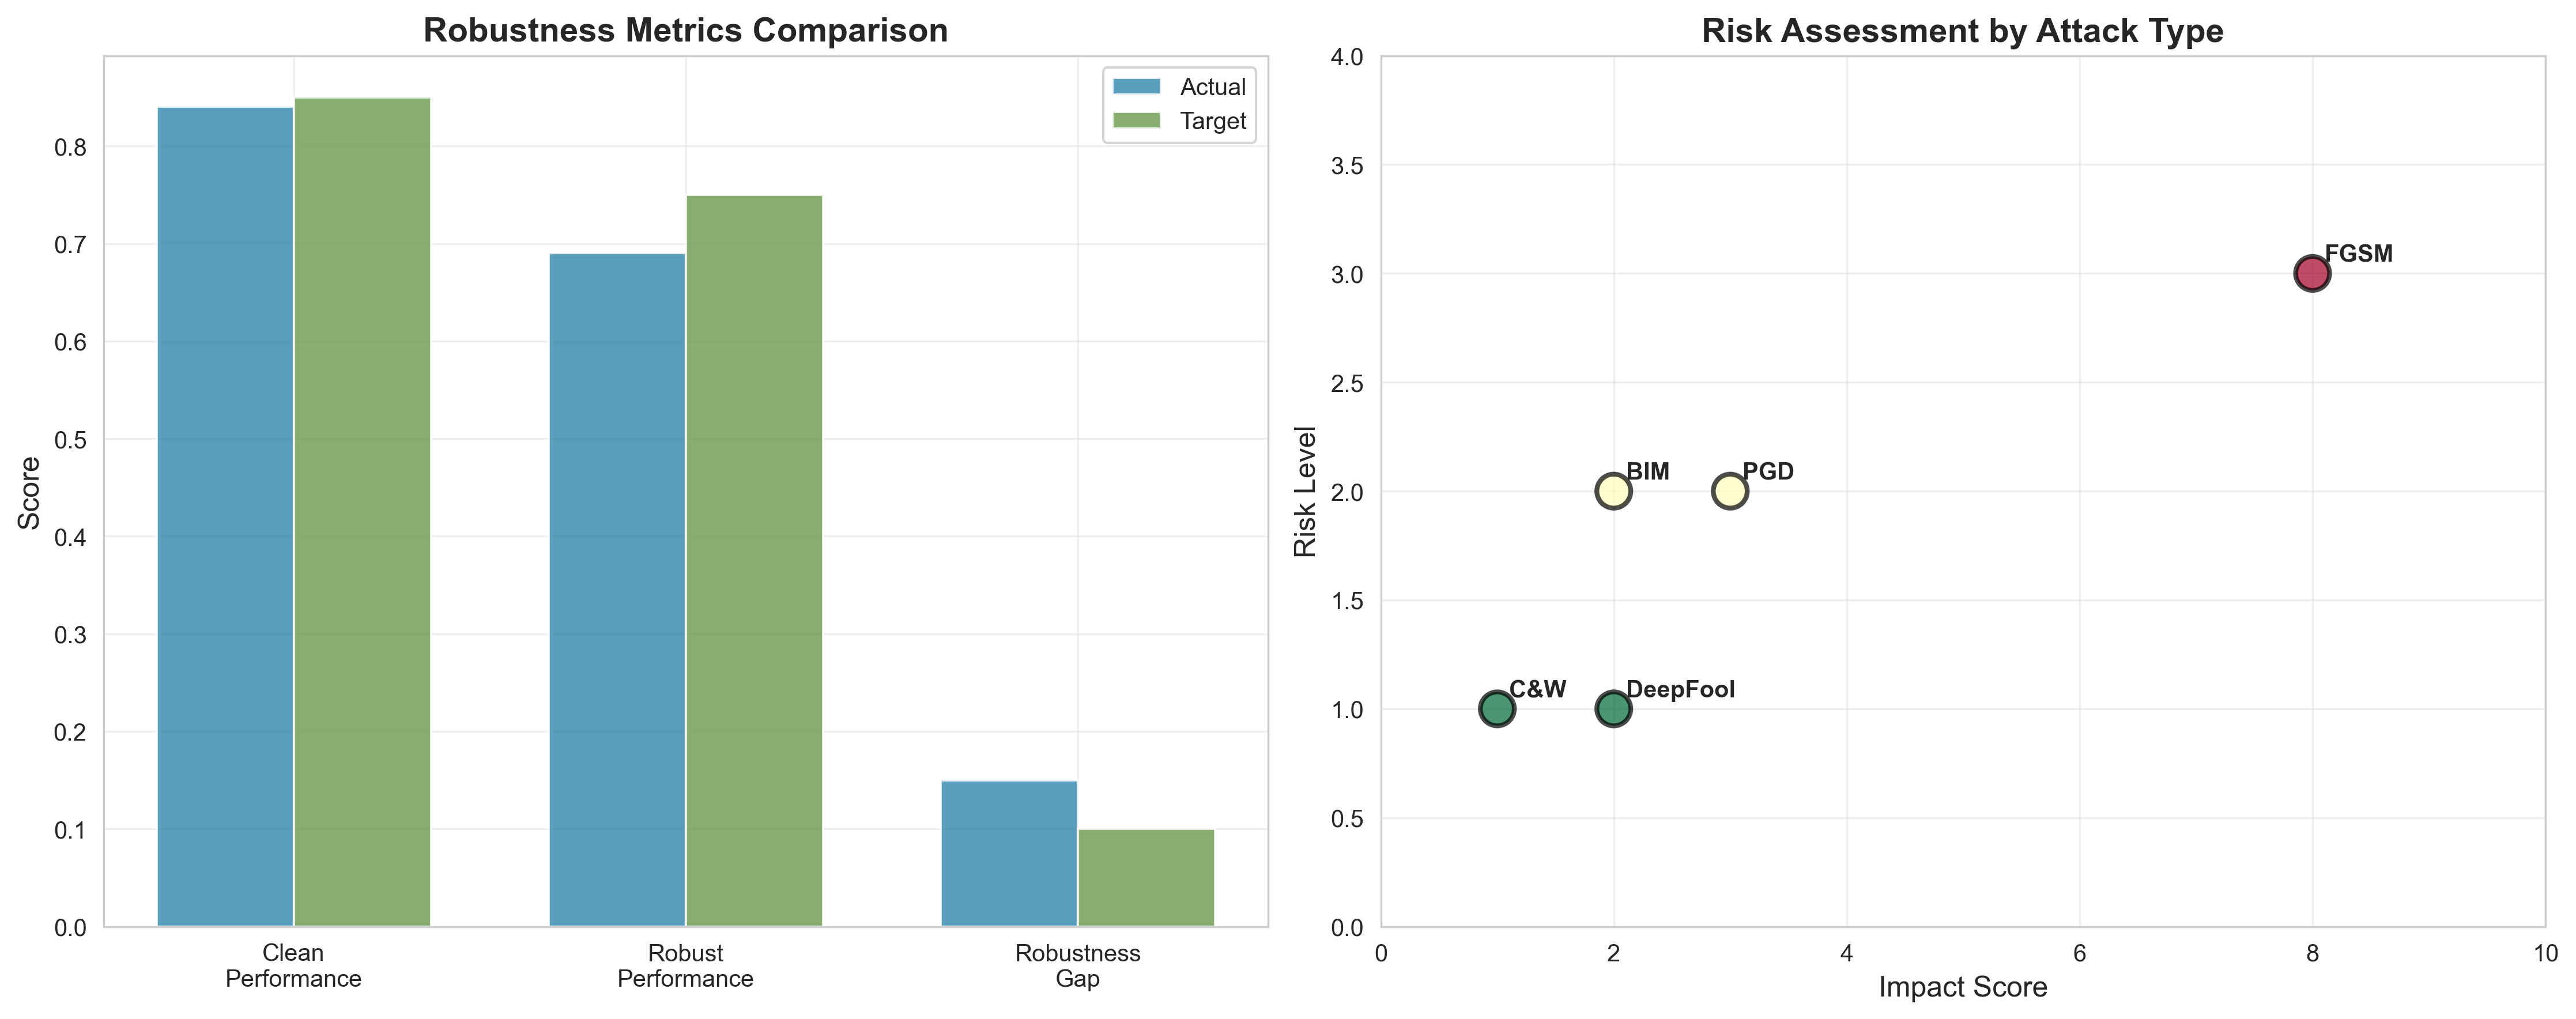 Robustness Metrics Comparison
Actual
Target
Score
0.8
0.7
0.6
0.5
0.4
0.3
0.2
0.1
0.0
Clean
Performance
Robust
Performance
Robustness
Gap
Risk Assessment by Attack Type
Risk Level
4.0
3.5
3.0
2.5
2.0
1.5
1.0
0.5
0.0
FGSM
BIM
PGD
C&W
DeepFool
0
2
4
6
8
10
Impact Score